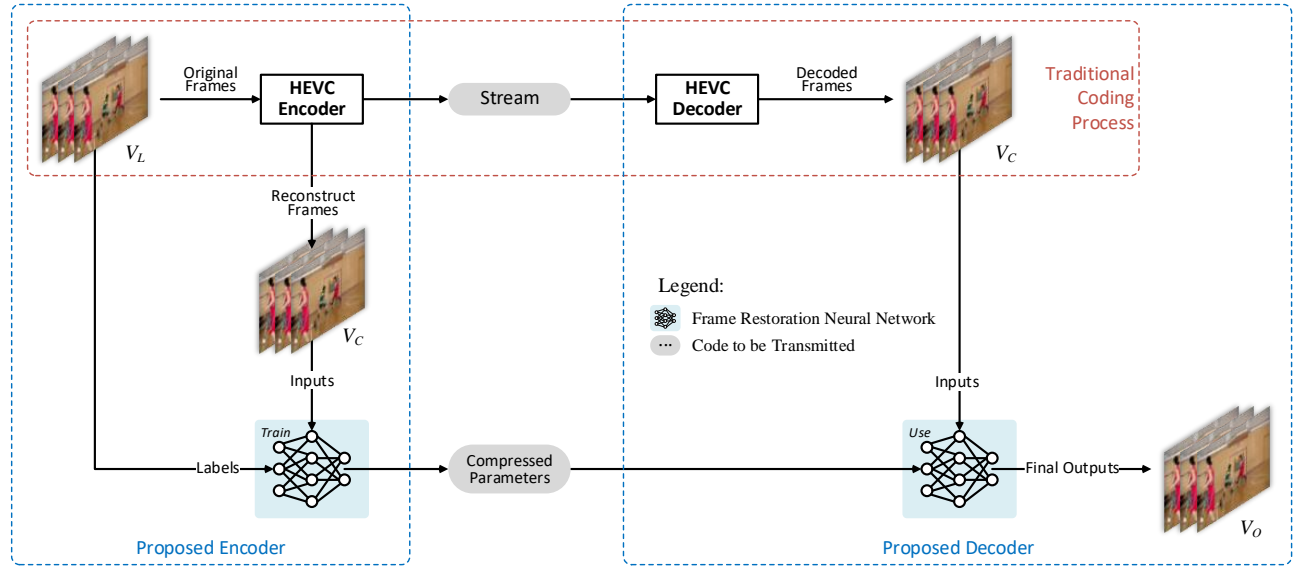 Original
Frames
HEVC
Encoder
Stream
HEVC
Decoder
Decoded
Frames
Traditional
Coding
Process
V_L
V_C
Reconstruct
Frames
V_C
Legend:
Frame Restoration Neural Network
... Code to be Transmitted
Inputs
Inputs
Train
Use
Labels
Compressed
Parameters
Final Outputs
V_O
Proposed Encoder
Proposed Decoder